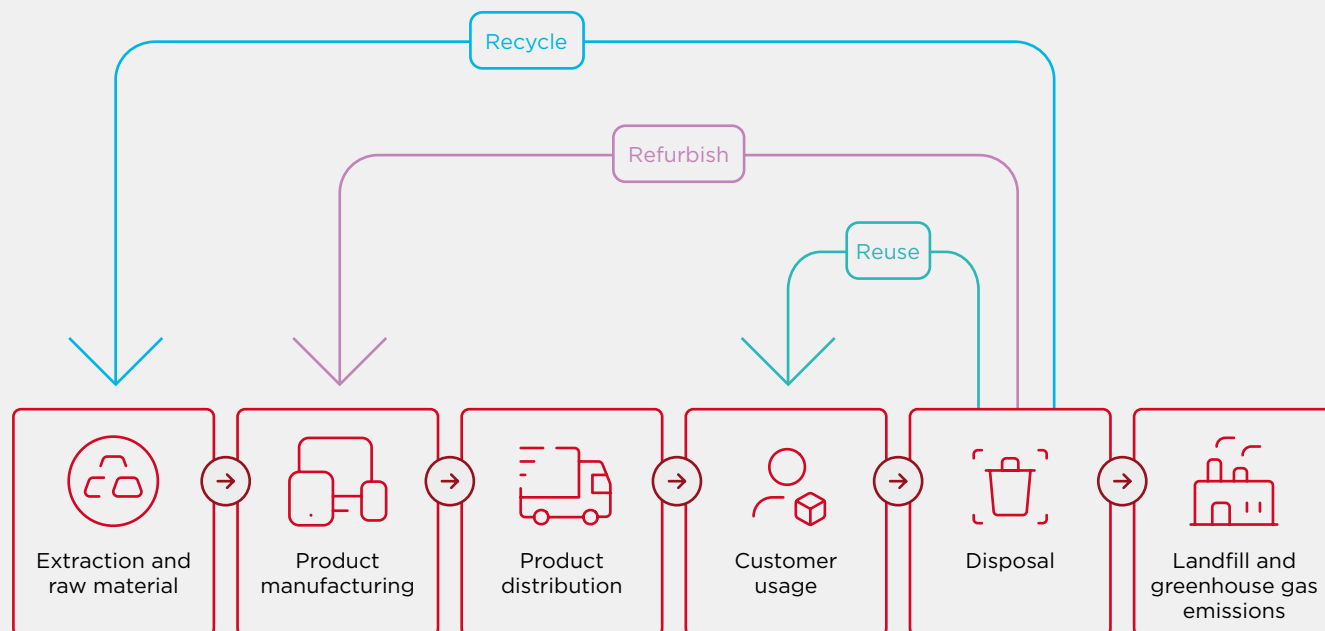 Recycle
Refurbish
Reuse
Extraction and
raw material
Product
manufacturing
Product
distribution
Customer
usage
Disposal
Landfill and
greenhouse gas
emissions